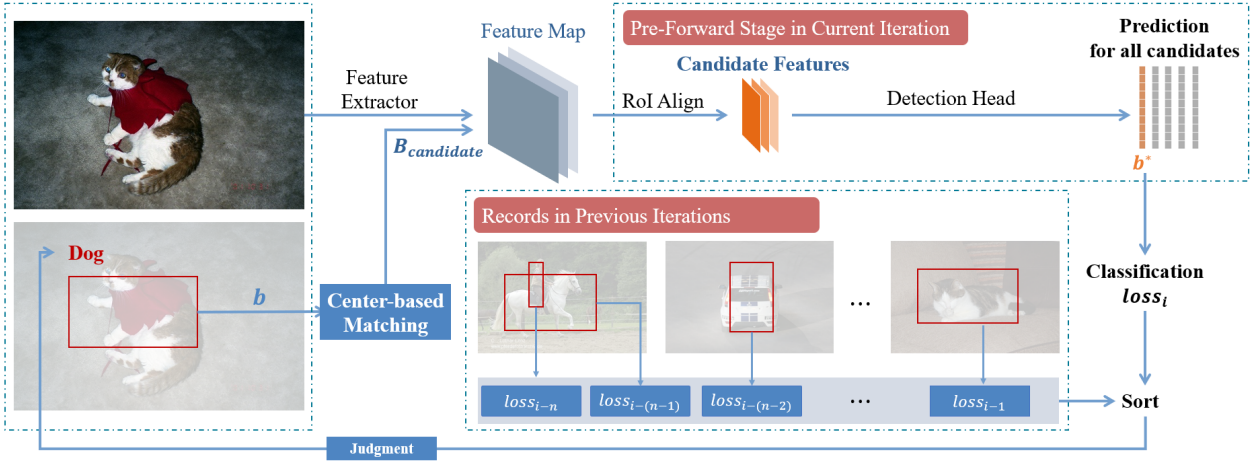 Pre-Forward Stage in Current Iteration
Feature Map
Prediction
for all candidates
Feature
Extractor
Candidate Features
RoI Align
Detection Head
B_candidate
b*
Records in Previous Iterations
Dog
b
Center-based
Matching
...
Classification
loss_i
loss_{i-n}
loss_{i-(n-1)}
loss_{i-(n-2)}
...
loss_{i-1}
Sort
Judgment